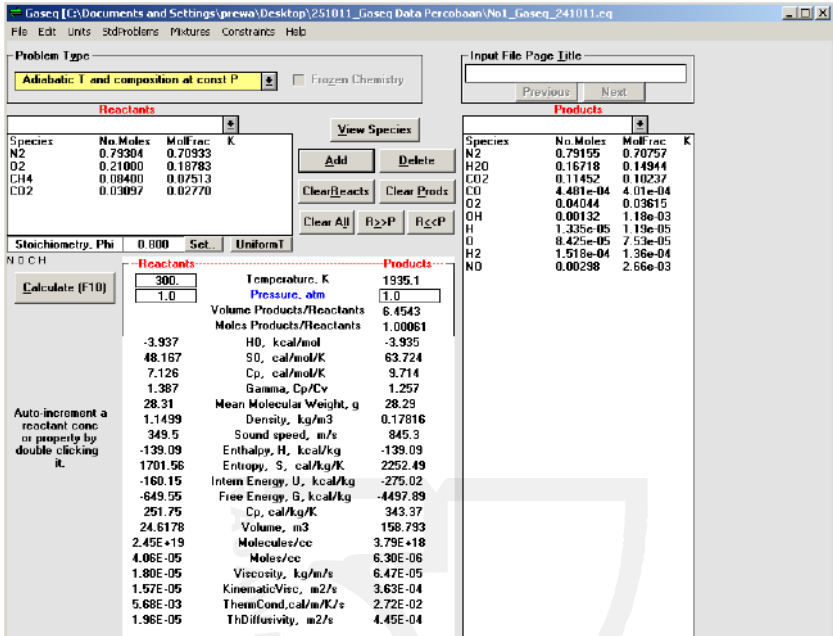 Gaseq [C:\Documents and Settings\prewa\Desktop\251011_Gaseq Data Percobaan\No1_Gaseq_241011.eq
File Edit Units StdProblems Mixtures Constraints Help
Problem Type
Adiabatic T and composition at const P
Frozen Chemistry
Input File Page Title
Previous Next
Reactants
Species No.Moles MolFrac K
N2 0.79304 0.70933
O2 0.21000 0.18783
CH4 0.08400 0.07513
CO2 0.03097 0.02770
Stoichiometry, Phi 0.800 Set.. UniformT
View Species
Add Delete
ClearReacts Clear Prods
Clear All R>>P R<<P
Products
Species No.Moles MolFrac K
N2 0.79155 0.70757
H2O 0.16718 0.14944
CO2 0.11452 0.10237
CO 4.481e-04 4.01e-04
O2 0.04044 0.03615
OH 0.00132 1.18e-03
H 1.335e-05 1.19e-05
O 8.425e-05 7.53e-05
H2 1.518e-04 1.36e-04
NO 0.00298 2.66e-03
N O C H
Calculate (F10)
Reactants Products
300. Temperature, K 1935.1
1.0 Pressure, atm 1.0
Volume Products/Reactants 6.4543
Moles Products/Reactants 1.00061
-3.937 H0, kcal/mol -3.935
48.167 S0, cal/mol/K 63.724
7.126 Cp, cal/mol/K 9.714
1.387 Gamma, Cp/Cv 1.257
28.31 Mean Molecular Weight, g 28.29
1.1499 Density, kg/m3 0.17816
349.5 Sound speed, m/s 845.3
-139.09 Enthalpy, H, kcal/kg -139.09
1701.56 Entropy, S, cal/kg/K 2252.49
-160.15 Intern Energy, U, kcal/kg -275.02
-649.55 Free Energy, G, kcal/kg -4497.89
251.75 Cp, cal/kg/K 343.37
24.6178 Volume, m3 158.793
2.45E+19 Molecules/cc 3.79E+18
4.06E-05 Moles/cc 6.30E-06
1.80E-05 Viscosity, kg/m/s 6.47E-05
1.57E-05 KinematicVisc, m2/s 3.63E-04
5.68E-03 ThermCond,cal/m/K/s 2.72E-02
1.96E-05 ThDiffusivity, m2/s 4.45E-04
Auto-increment a
reactant conc
or property by
double clicking
it.